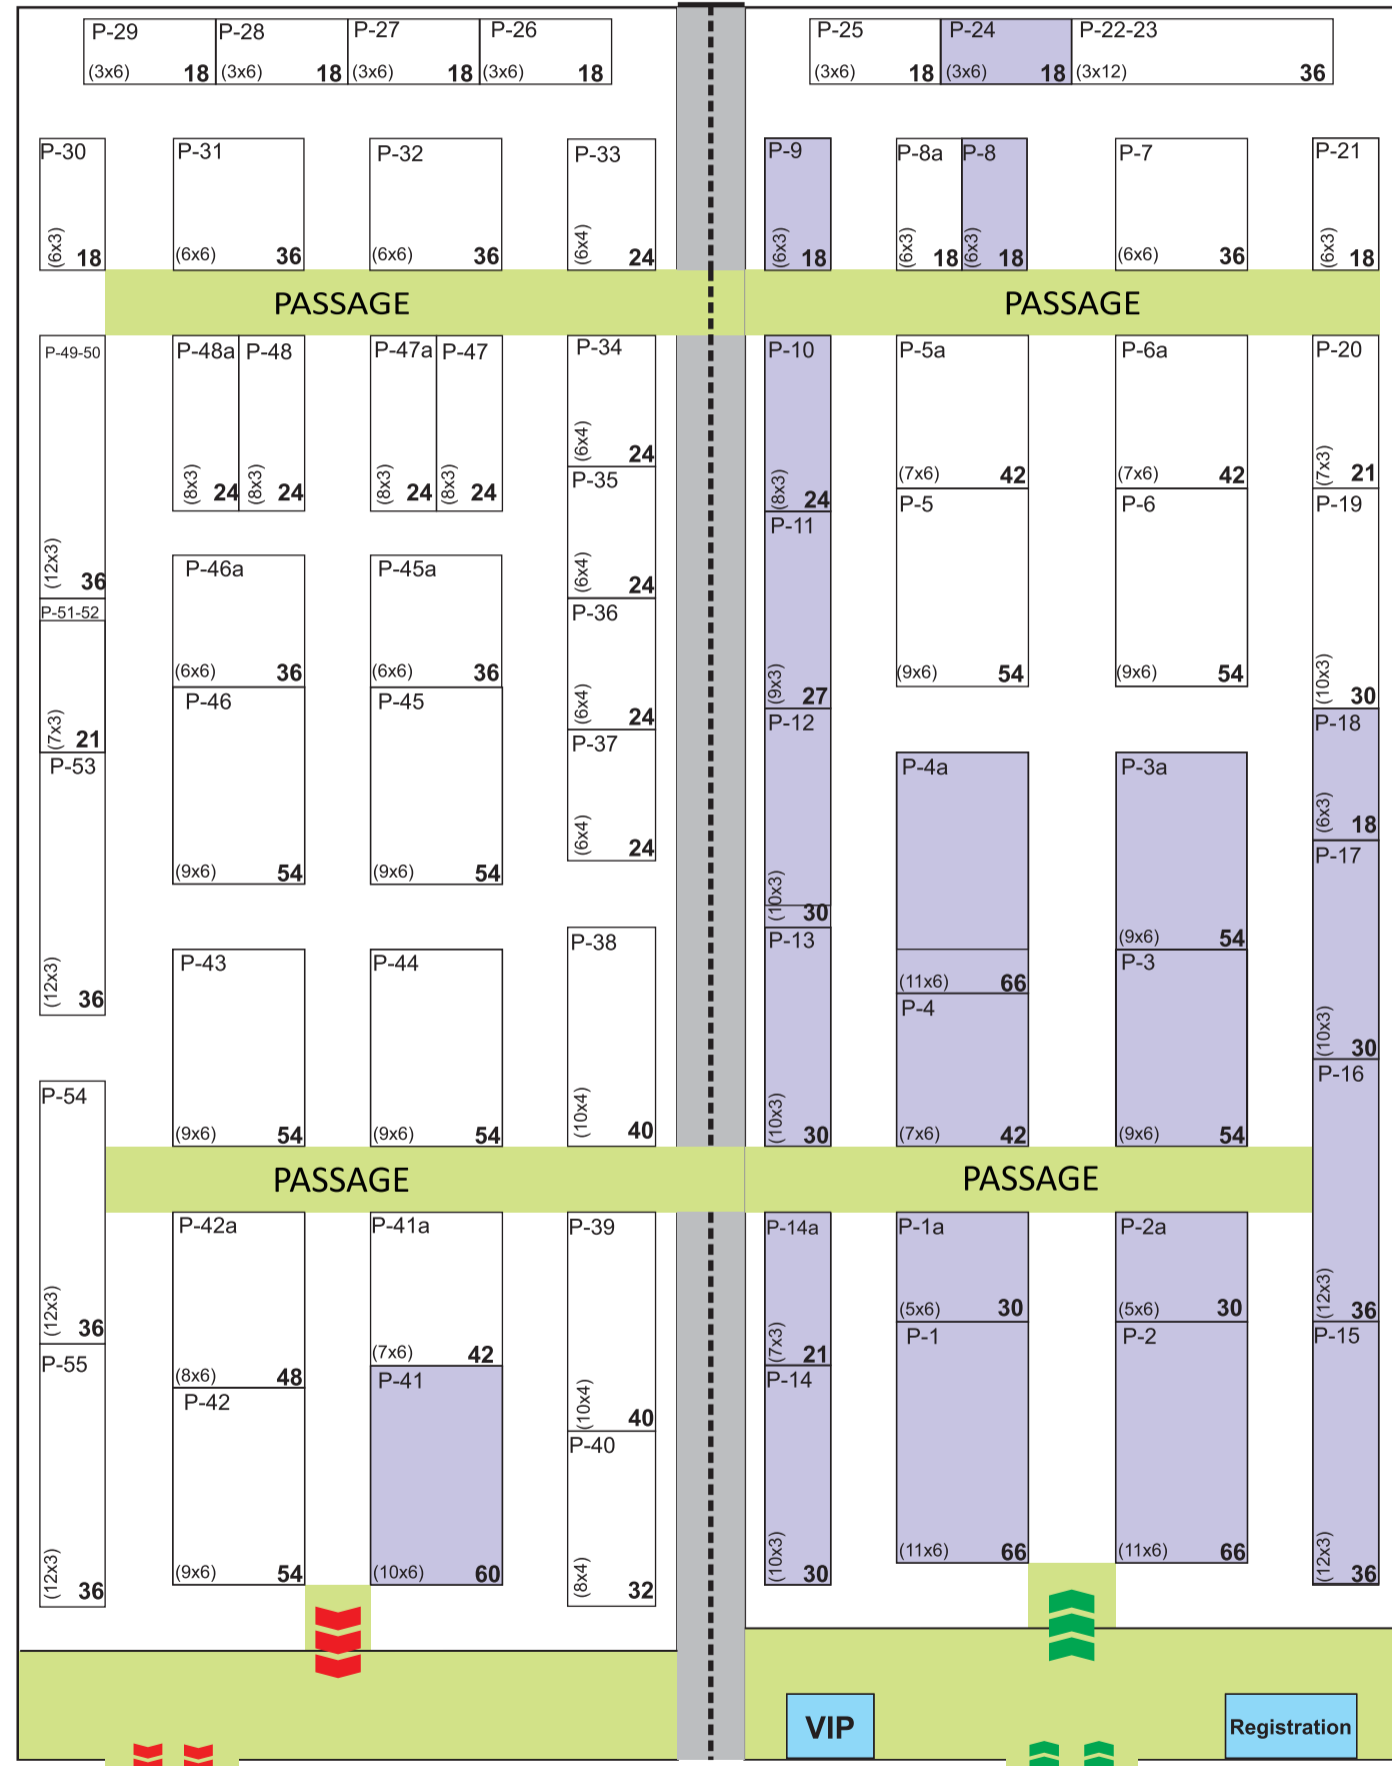 P-29 P-28 P-27 P-26
(3x6) 18 (3x6) 18 (3x6) 18 (3x6) 18
P-25 P-24 P-22-23
(3x6) 18 (3x6) 18 (3x12) 36
P-30 P-31 P-32 P-33
(6x3) 18 (6x6) 36 (6x6) 36 (6x4) 24
P-9 P-8a P-8 P-7 P-21
(6x3) 18 (6x3) 18 (6x3) 18 (6x6) 36 (6x3) 18
PASSAGE
PASSAGE
P-49-50
(12x3) 36
P-51-52
(7x3) 21
P-53
(12x3) 36
P-54
(12x3) 36
P-55
(12x3) 36
P-48a P-48
(8x3) 24 (8x3) 24
P-47a P-47
(8x3) 24 (8x3) 24
P-46a
(6x6) 36
P-46
(9x6) 54
P-45a
(6x6) 36
P-45
(9x6) 54
P-34
(6x4) 24
P-35
(6x4) 24
P-36
(6x4) 24
P-37
(6x4) 24
P-43
(9x6) 54
P-44
(9x6) 54
P-38
(10x4) 40
P-10
(8x3) 24
P-11
(9x3) 27
P-12
(10x3) 30
P-13
(10x3) 30
P-5a
(7x6) 42
P-5
(9x6) 54
P-6a
(7x6) 42
P-6
(9x6) 54
P-4a
(11x6) 66
P-4
(7x6) 42
P-3a
(9x6) 54
P-3
(9x6) 54
P-20
(7x3) 21
P-19
(10x3) 30
P-18
(6x3) 18
P-17
(10x3) 30
P-16
(12x3) 36
P-15
(12x3) 36
PASSAGE
PASSAGE
P-42a
(8x6) 48
P-42
(9x6) 54
P-41a
(7x6) 42
P-41
(10x6) 60
P-39
(10x4) 40
P-40
(8x4) 32
P-14a
(7x3) 21
P-14
(10x3) 30
P-1a
(5x6) 30
P-1
(11x6) 66
P-2a
(5x6) 30
P-2
(11x6) 66
VIP
Registration